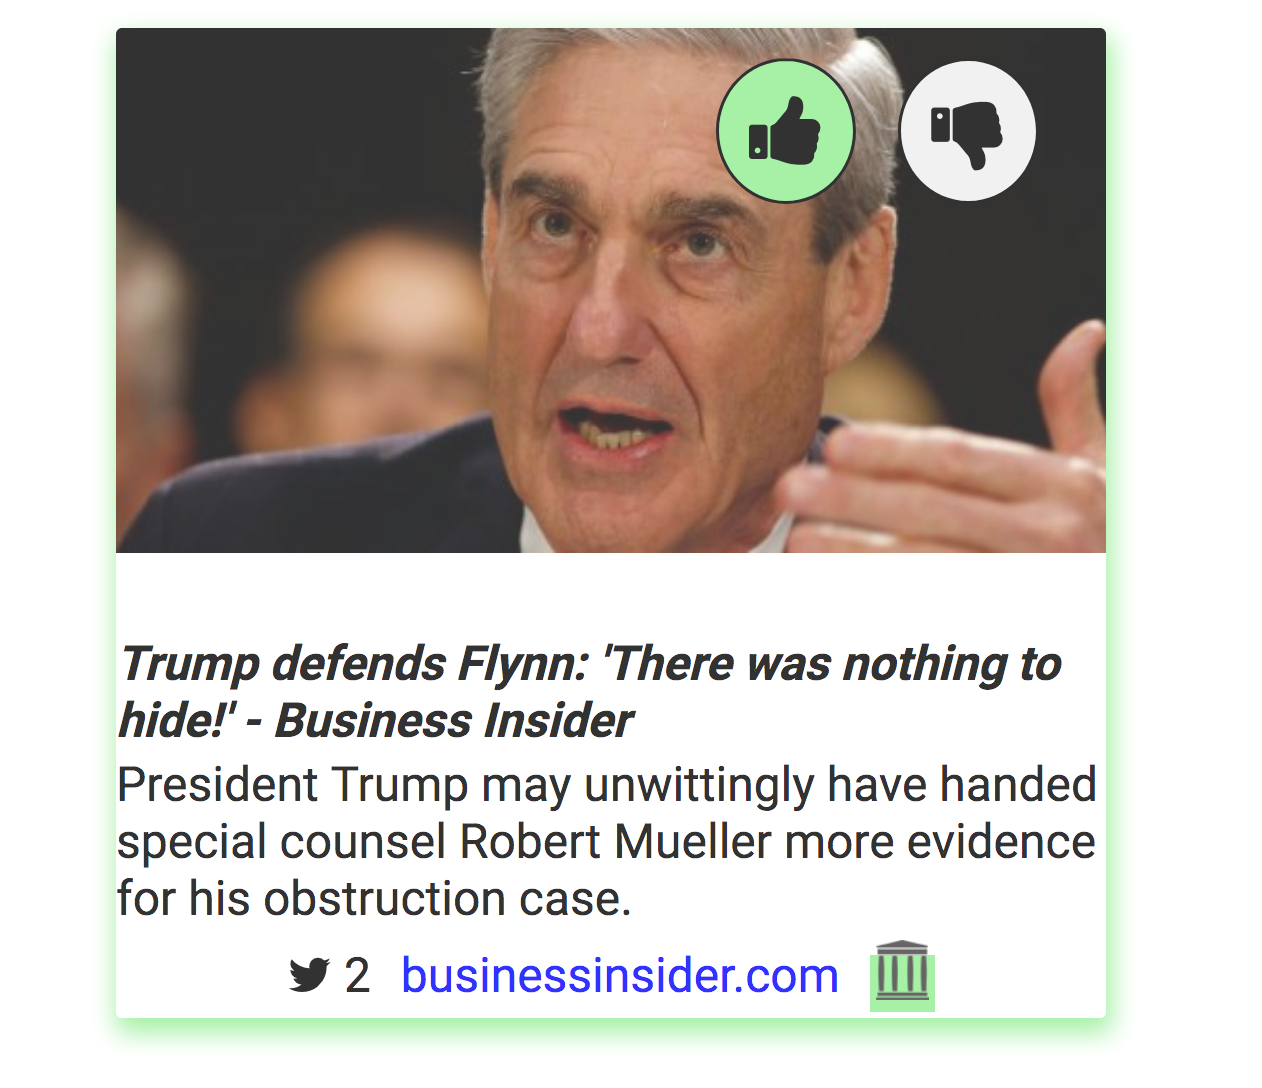 Trump defends Flynn: 'There was nothing to
hide!' - Business Insider
President Trump may unwittingly have handed
special counsel Robert Mueller more evidence
for his obstruction case.
2 businessinsider.com